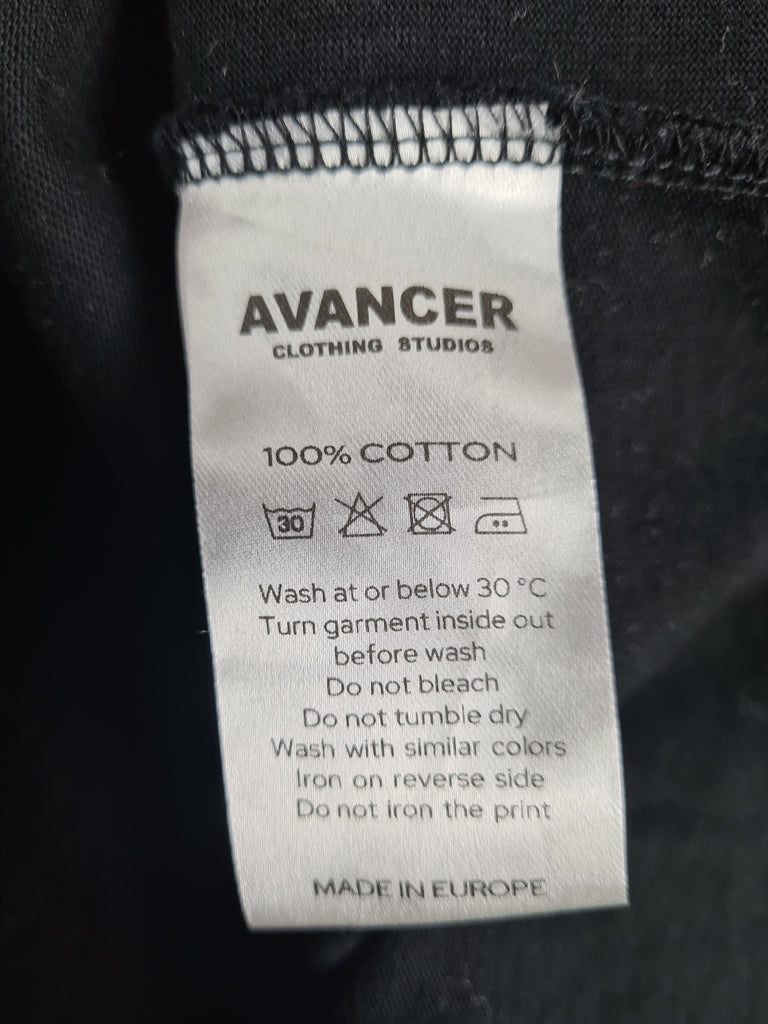 AVANCER
CLOTHING STUDIOS
100% COTTON
30
Wash at or below 30 °C
Turn garment inside out
before wash
Do not bleach
Do not tumble dry
Wash with similar colors
Iron on reverse side
Do not iron the print
MADE IN EUROPE